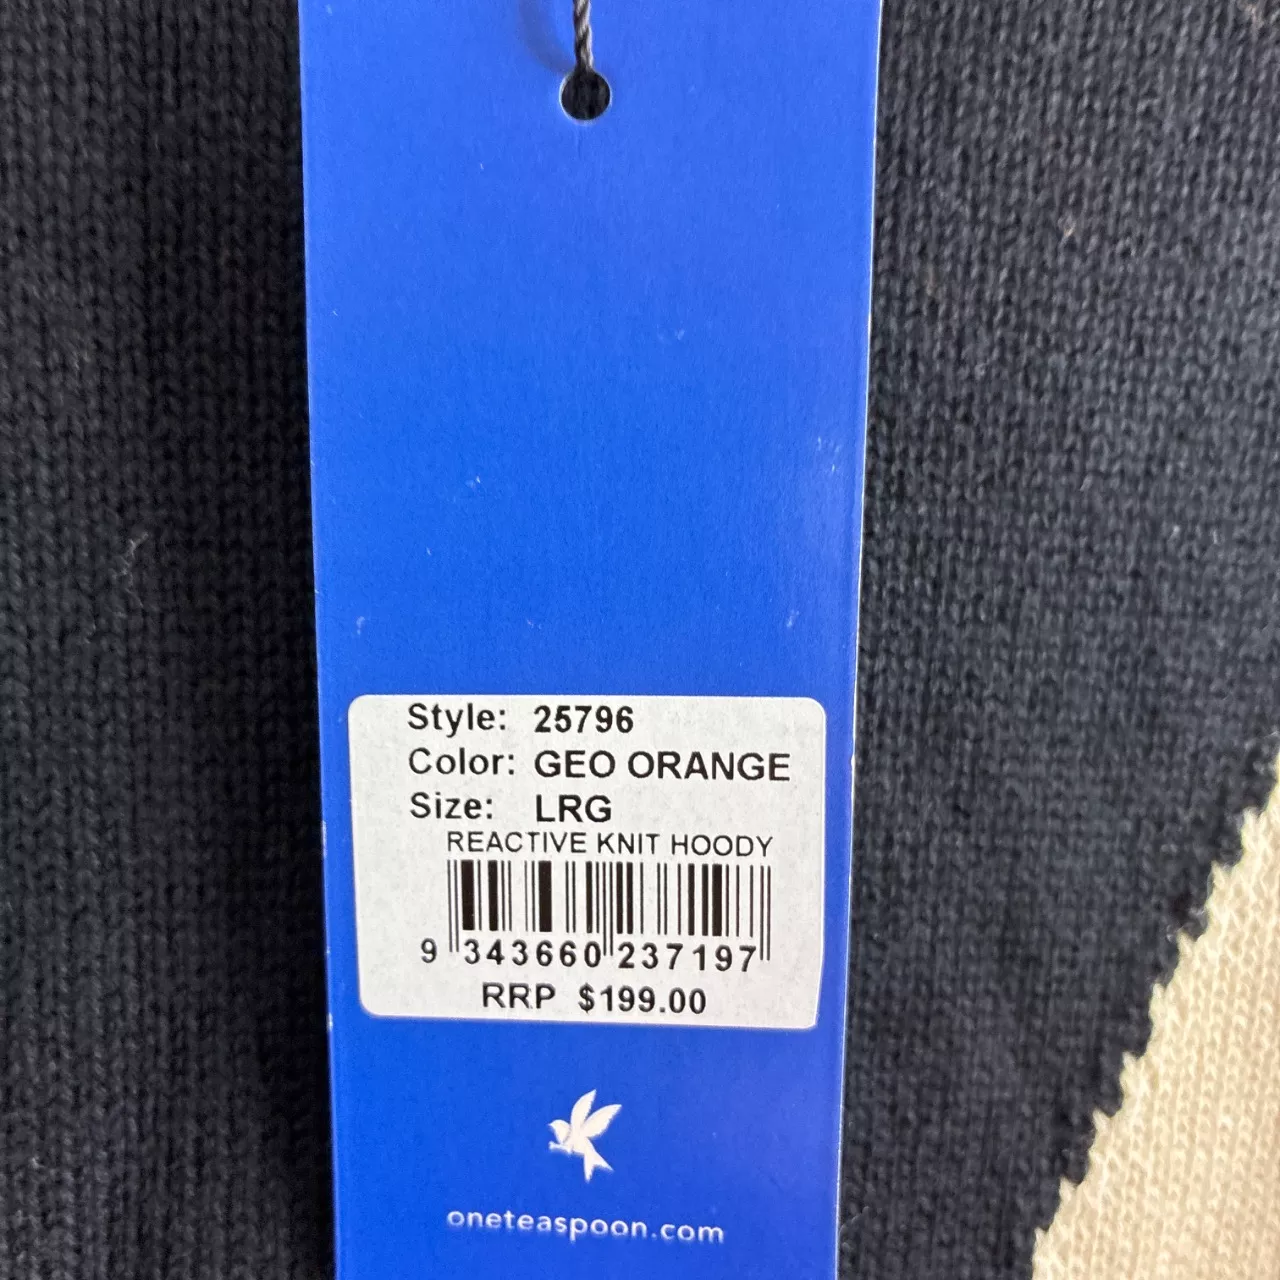 Style: 25796
Color: GEO ORANGE
Size: LRG
REACTIVE KNIT HOODY
9 343660 237197
RRP $199.00
oneteaspoon.com